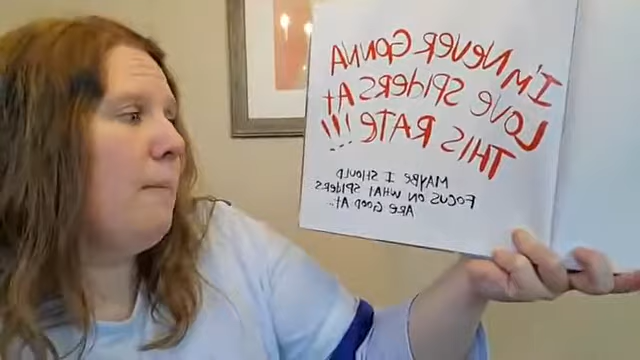 I'M NEVER GONNA
LOVE SPIDERS At
THIS RATE!!!
...
MAYBE I SHOULD
FOCUS ON WHAT SPIDERS
ARE GOOD AT..